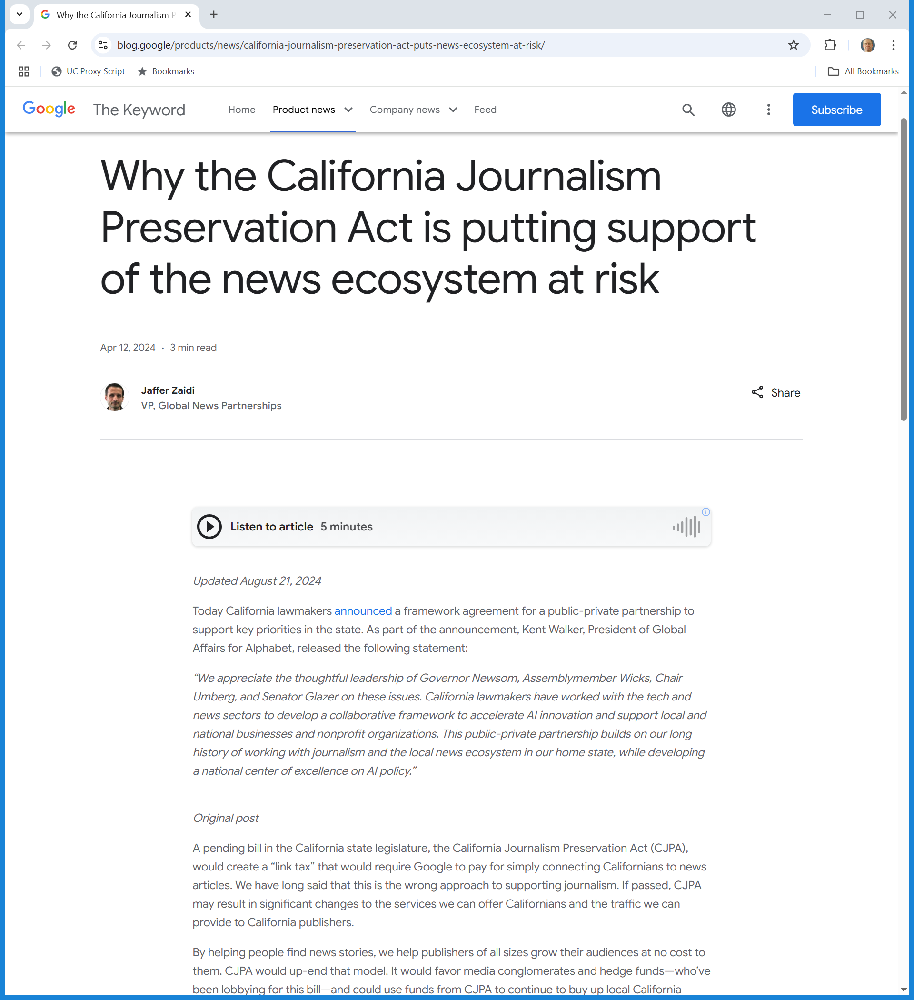 Why the California Journalism P
blog.google/products/news/california-journalism-preservation-act-puts-news-ecosystem-at-risk/
UC Proxy Script
Bookmarks
All Bookmarks
Google The Keyword
Home
Product news
Company news
Feed
Subscribe
Why the California Journalism
Preservation Act is putting support
of the news ecosystem at risk
Apr 12, 2024 · 3 min read
Jaffer Zaidi
VP, Global News Partnerships
Share
Listen to article 5 minutes
Updated August 21, 2024
Today California lawmakers announced a framework agreement for a public-private partnership to
support key priorities in the state. As part of the announcement, Kent Walker, President of Global
Affairs for Alphabet, released the following statement:
“We appreciate the thoughtful leadership of Governor Newsom, Assemblymember Wicks, Chair
Umberg, and Senator Glazer on these issues. California lawmakers have worked with the tech and
news sectors to develop a collaborative framework to accelerate AI innovation and support local and
national businesses and nonprofit organizations. This public-private partnership builds on our long
history of working with journalism and the local news ecosystem in our home state, while developing
a national center of excellence on AI policy.”
Original post
A pending bill in the California state legislature, the California Journalism Preservation Act (CJPA),
would create a “link tax” that would require Google to pay for simply connecting Californians to news
articles. We have long said that this is the wrong approach to supporting journalism. If passed, CJPA
may result in significant changes to the services we can offer Californians and the traffic we can
provide to California publishers.
By helping people find news stories, we help publishers of all sizes grow their audiences at no cost to
them. CJPA would up-end that model. It would favor media conglomerates and hedge funds—who’ve
been lobbying for this bill—and could use funds from CJPA to continue to buy up local California